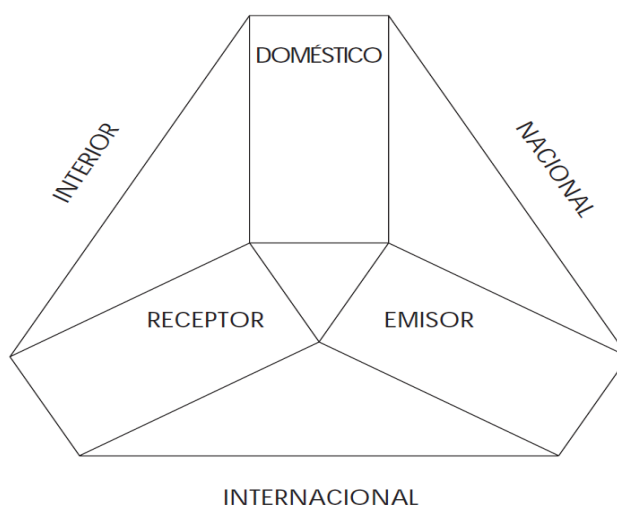 DOMÉSTICO
INTERIOR
NACIONAL
RECEPTOR
EMISOR
INTERNACIONAL